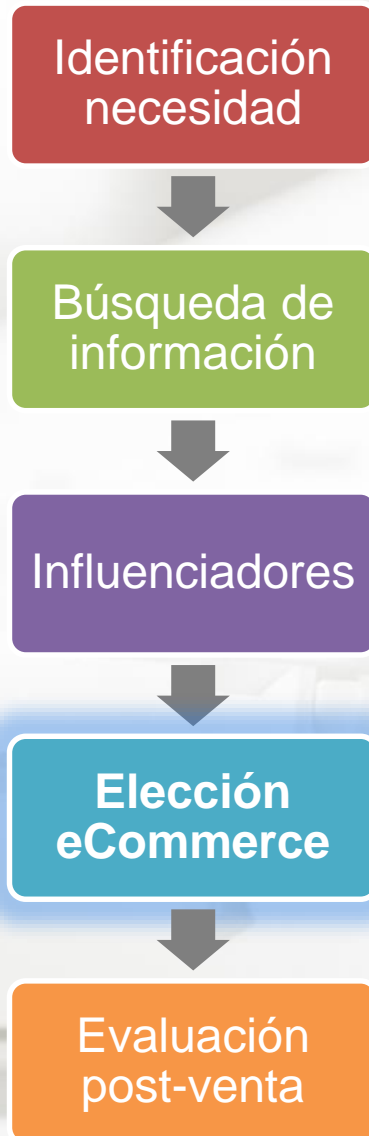 Identificación
necesidad
Búsqueda de
información
Influenciadores
Elección
eCommerce
Evaluación
post-venta